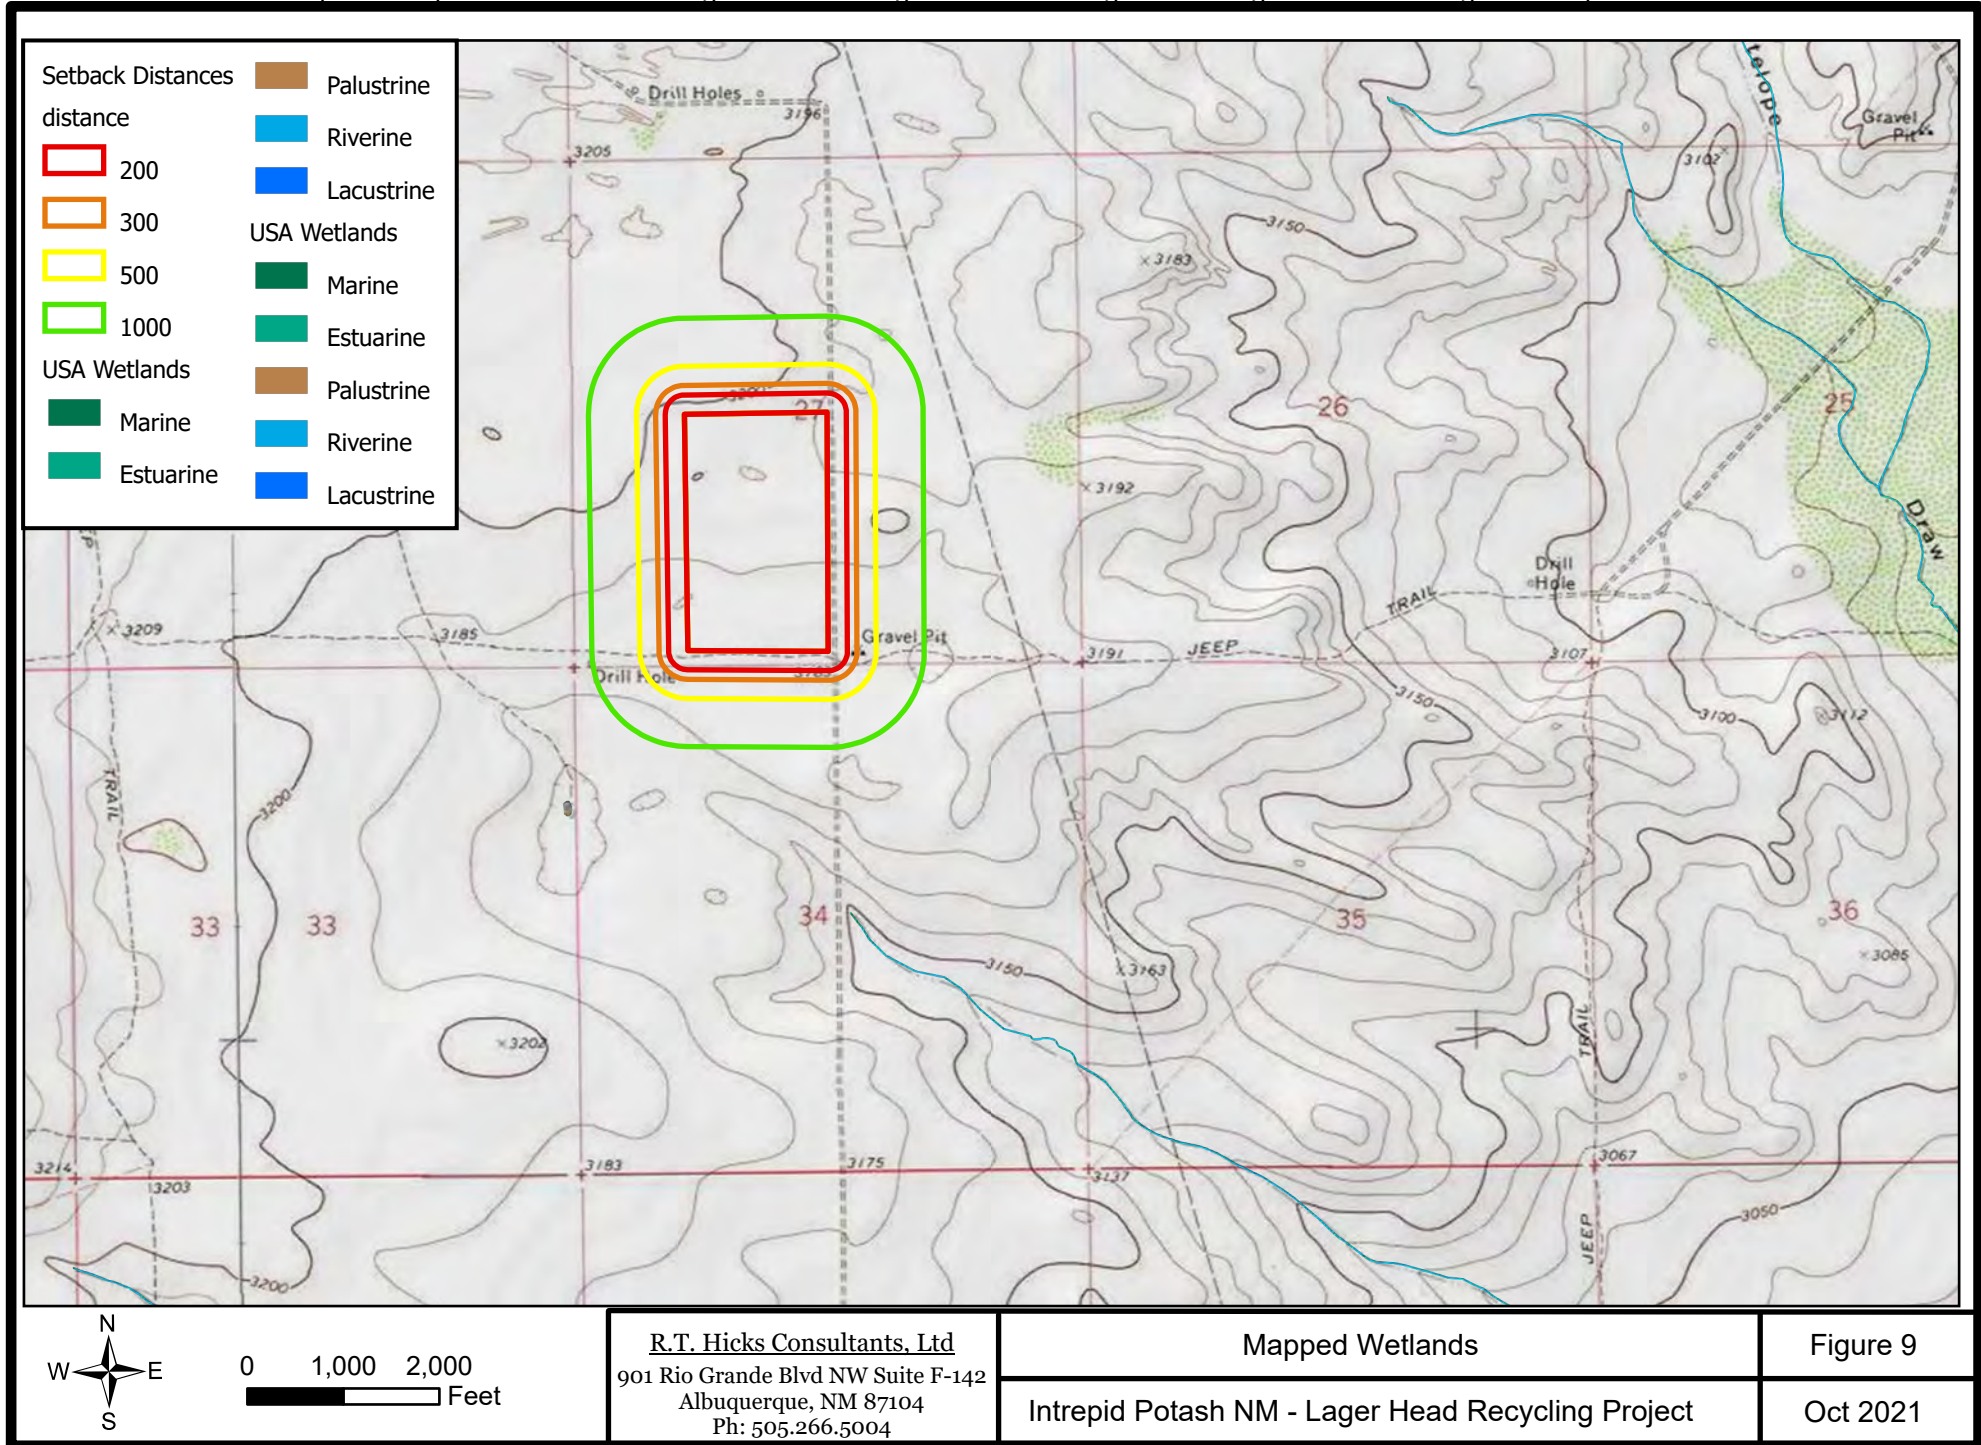 Setback Distances
distance
200
300
500
1000
USA Wetlands
Marine
Estuarine
Palustrine
Riverine
Lacustrine
USA Wetlands
Marine
Estuarine
Palustrine
Riverine
Lacustrine
Drill Holes
3196
3205
telope
Gravel
Pit
3102
3150
3183
3200
27
26
25
3192
Draw
Drill
Hole
TRAIL
3209
3185
Gravel Pit
3191
JEEP
3107
Drill Hole
3150
3100
3112
TRAIL
3200
33
33
34
35
36
3150
3163
3085
3202
TRAIL
3214
3203
3183
3175
3137
3067
3050
JEEP
3200
N
W
E
S
0 1,000 2,000
Feet
R.T. Hicks Consultants, Ltd
901 Rio Grande Blvd NW Suite F-142
Albuquerque, NM 87104
Ph: 505.266.5004
Mapped Wetlands
Intrepid Potash NM - Lager Head Recycling Project
Figure 9
Oct 2021